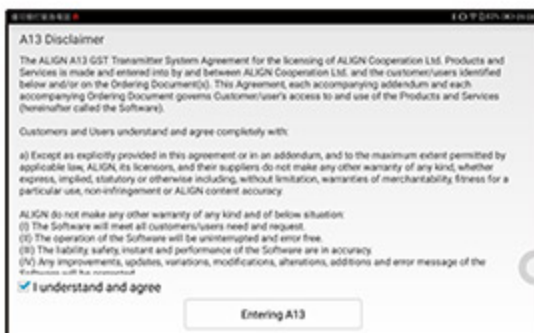 A13 Disclaimer
The ALIGN A13 GST Transmitter System Agreement for the licensing of ALIGN Cooperation Ltd. Products and
Services is made and entered into by and between ALIGN Cooperation Ltd. and the customer/users identified
below and/or on the Ordering Document(s). This Agreement, each accompanying addendum and each
accompanying Ordering Document governs Customer/user's access to and use of the Products and Services
(hereinafter called the Software).
Customers and Users understand and agree completely with:
a) Except as explicitly provided in this agreement or in an addendum, and to the maximum extent permitted by
applicable law, ALIGN, its licensors, and their suppliers do not make any other warranty of any kind, whether
express, implied, statutory or otherwise including, without limitation, warranties of merchantability, fitness for a
particular use, non-infringement or ALIGN content accuracy.
ALIGN do not make any other warranty of any kind and of below situation:
(I) The Software will meet all customers/users need and request.
(II) The operation of the Software will be uninterrupted and error free.
(III) The liability, safety, instant and performance of the Software are in accuracy.
(IV) Any improvements, updates, variations, modifications, alterations, additions and error message of the
Software will be
I understand and agree
Entering A13